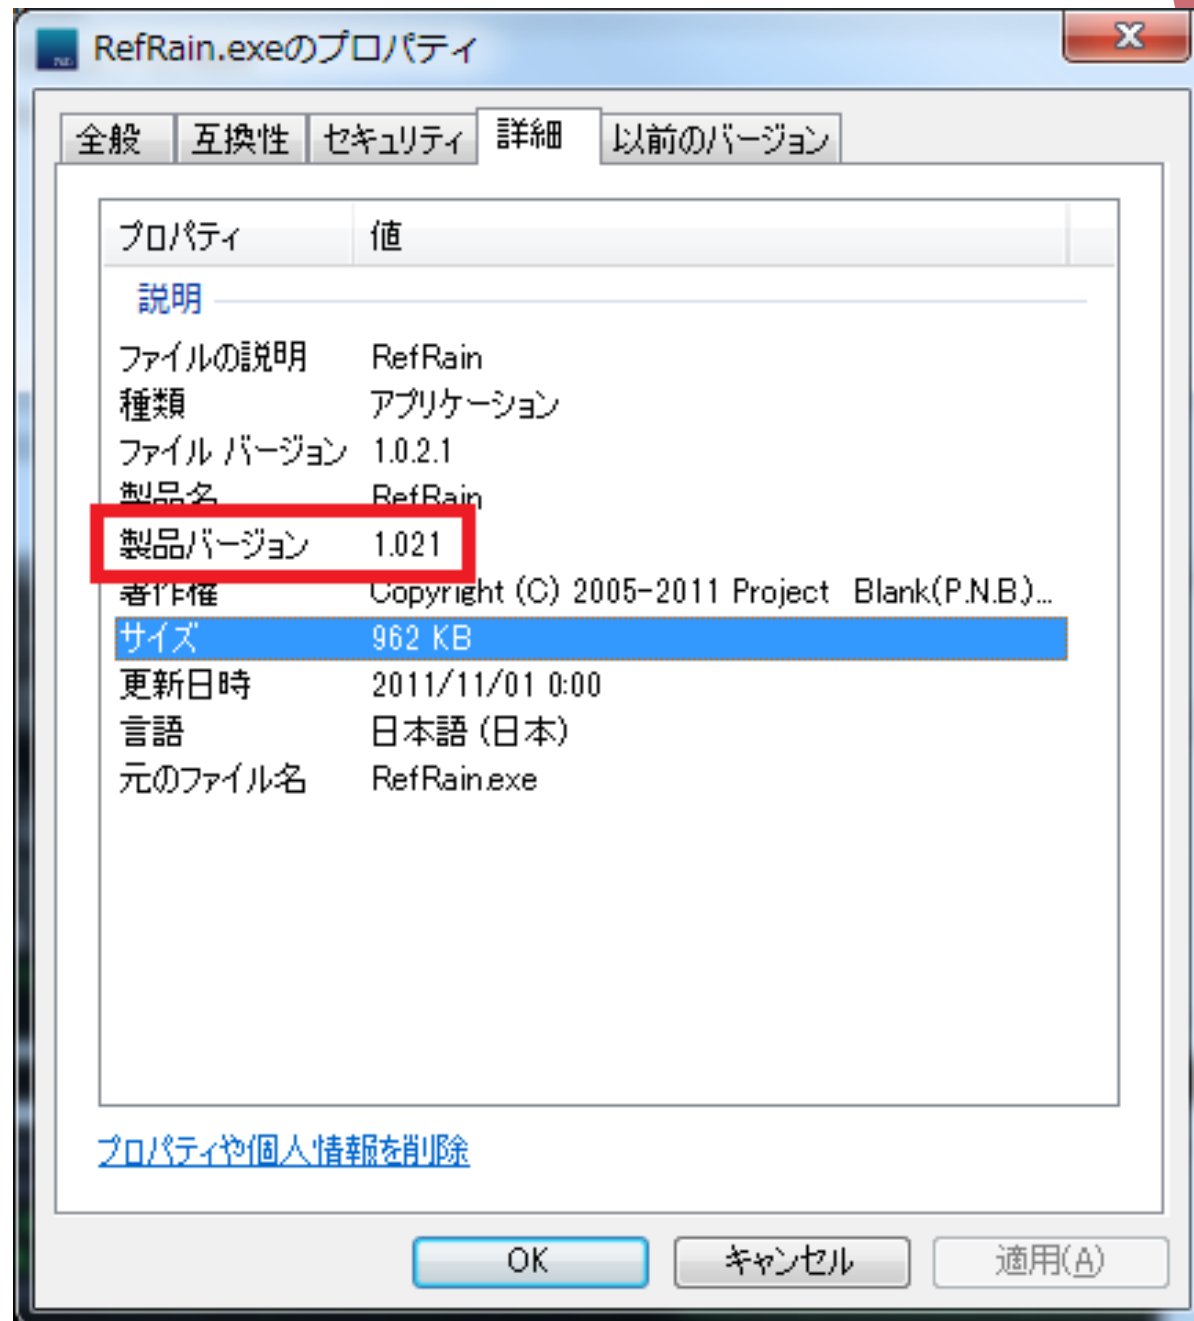 RefRain.exeのプロパティ
全般 互換性 セキュリティ 詳細 以前のバージョン
プロパティ 値
説明
ファイルの説明 RefRain
種類 アプリケーション
ファイル バージョン 1.0.2.1
製品名 RefRain
製品バージョン 1.021
著作権 Copyright (C) 2005-2011 Project Blank(P.N.B.)...
サイズ 962 KB
更新日時 2011/11/01 0:00
言語 日本語 (日本)
元のファイル名 RefRain.exe
プロパティや個人情報を削除
OK キャンセル 適用(A)